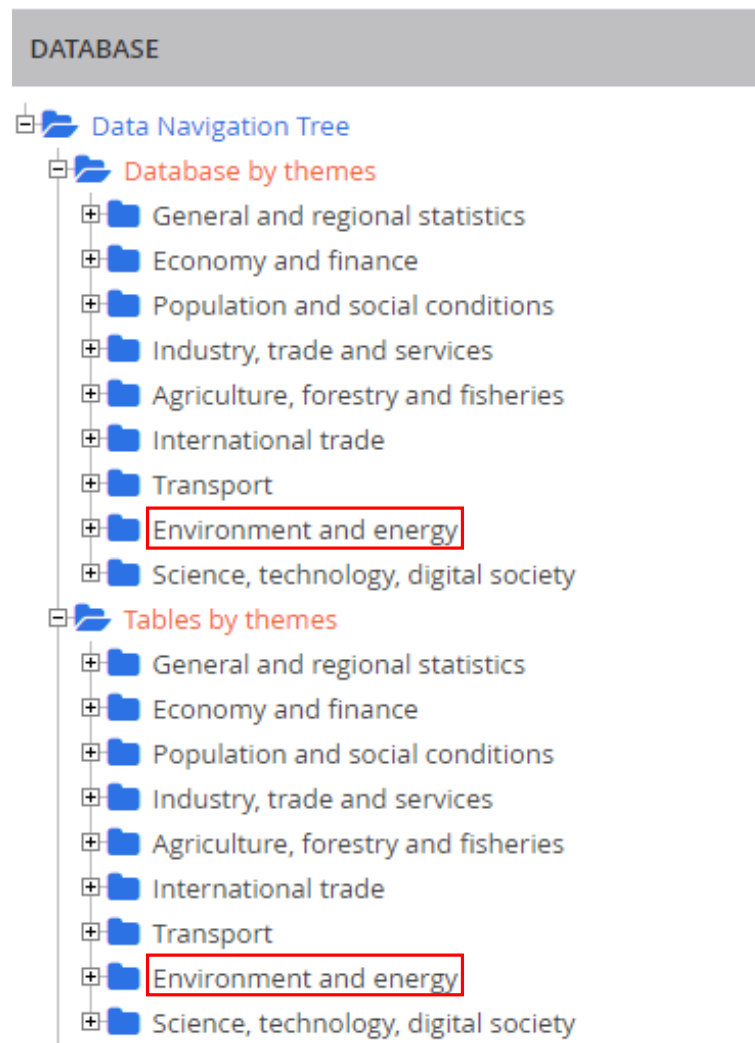 DATABASE
Data Navigation Tree
Database by themes
General and regional statistics
Economy and finance
Population and social conditions
Industry, trade and services
Agriculture, forestry and fisheries
International trade
Transport
Environment and energy
Science, technology, digital society
Tables by themes
General and regional statistics
Economy and finance
Population and social conditions
Industry, trade and services
Agriculture, forestry and fisheries
International trade
Transport
Environment and energy
Science, technology, digital society